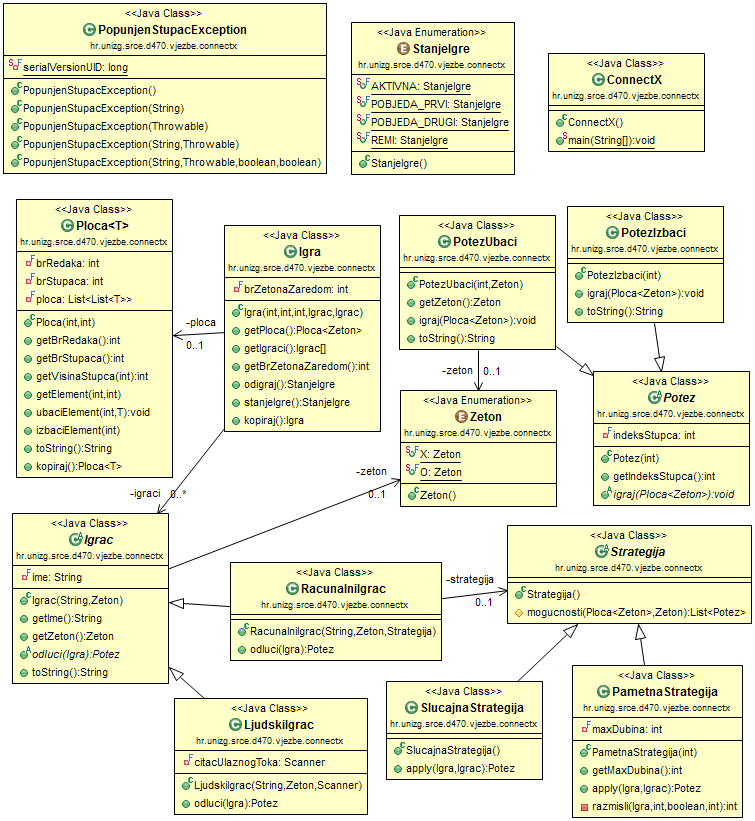 <<Java Class>>
PopunjenStupacException
hr.unizg.srce.d470.vjezbe.connectx
serialVersionUID: long
PopunjenStupacException()
PopunjenStupacException(String)
PopunjenStupacException(Throwable)
PopunjenStupacException(String,Throwable)
PopunjenStupacException(String,Throwable,boolean,boolean)
<<Java Enumeration>>
StanjeIgre
hr.unizg.srce.d470.vjezbe.connectx
AKTIVNA: StanjeIgre
POBJEDA_PRVI: StanjeIgre
POBJEDA_DRUGI: StanjeIgre
REMI: StanjeIgre
StanjeIgre()
<<Java Class>>
ConnectX
hr.unizg.srce.d470.vjezbe.connectx
ConnectX()
main(String[]):void
<<Java Class>>
Ploca<T>
hr.unizg.srce.d470.vjezbe.connectx
brRedaka: int
brStupaca: int
ploca: List<List<T>>
Ploca(int,int)
getBrRedaka():int
getBrStupaca():int
getVisinaStupca(int):int
getElement(int,int)
ubaciElement(int,T):void
izbaciElement(int)
toString():String
kopiraj():Ploca<T>
-ploca
0..1
<<Java Class>>
Igra
hr.unizg.srce.d470.vjezbe.connectx
brZetonaZaredom: int
Igra(int,int,int,Igrac,Igrac)
getPloca():Ploca<Zeton>
getIgraci():Igrac[]
getBrZetonaZaredom():int
odigraj():StanjeIgre
stanjeIgre():StanjeIgre
kopiraj():Igra
-igraci
0..*
<<Java Class>>
PotezUbaci
hr.unizg.srce.d470.vjezbe.connectx
PotezUbaci(int,Zeton)
getZeton():Zeton
igraj(Ploca<Zeton>):void
toString():String
-zeton
0..1
<<Java Class>>
PotezIzbaci
hr.unizg.srce.d470.vjezbe.connectx
PotezIzbaci(int)
igraj(Ploca<Zeton>):void
toString():String
<<Java Enumeration>>
Zeton
hr.unizg.srce.d470.vjezbe.connectx
X: Zeton
O: Zeton
Zeton()
<<Java Class>>
Potez
hr.unizg.srce.d470.vjezbe.connectx
indeksStupca: int
Potez(int)
getIndeksStupca():int
igraj(Ploca<Zeton>):void
-zeton
0..1
<<Java Class>>
Igrac
hr.unizg.srce.d470.vjezbe.connectx
ime: String
Igrac(String,Zeton)
getIme():String
getZeton():Zeton
odluci(Igra):Potez
toString():String
<<Java Class>>
RacunalniIgrac
hr.unizg.srce.d470.vjezbe.connectx
RacunalniIgrac(String,Zeton,Strategija)
odluci(Igra):Potez
-strategija
0..1
<<Java Class>>
Strategija
hr.unizg.srce.d470.vjezbe.connectx
Strategija()
mogucnosti(Ploca<Zeton>,Zeton):List<Potez>
<<Java Class>>
LjudskiIgrac
hr.unizg.srce.d470.vjezbe.connectx
citacUlaznogToka: Scanner
LjudskiIgrac(String,Zeton,Scanner)
odluci(Igra):Potez
<<Java Class>>
SlucajnaStrategija
hr.unizg.srce.d470.vjezbe.connectx
SlucajnaStrategija()
apply(Igra,Igrac):Potez
<<Java Class>>
PametnaStrategija
hr.unizg.srce.d470.vjezbe.connectx
maxDubina: int
PametnaStrategija(int)
getMaxDubina():int
apply(Igra,Igrac):Potez
razmisli(Igra,int,boolean,int):int